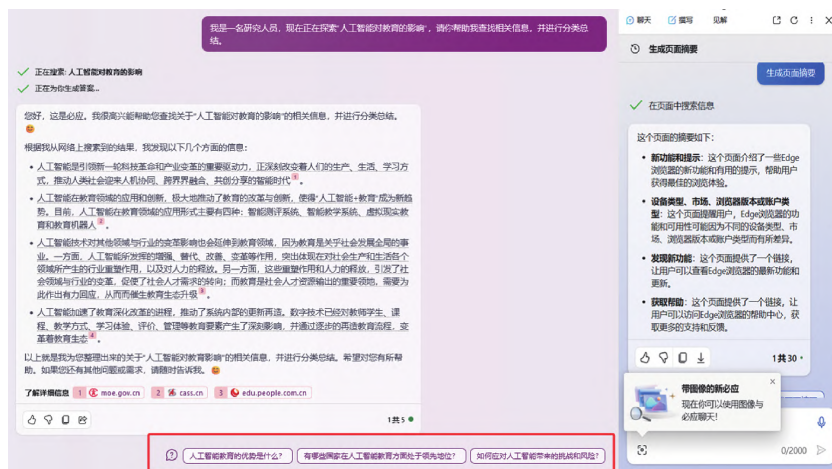 我是一名研究人员，现在正在探索“人工智能对教育的影响”，请你帮助我查找相关信息，并进行分类总
结。
正在搜索: 人工智能对教育的影响
正在为你生成答案...
您好，这是必应。我很高兴能帮助您查找关于“人工智能对教育的影响”的相关信息，并进行分类总结。
根据我从网络上搜索到的结果，我发现以下几个方面的信息：
• 人工智能是引领新一轮科技革命和产业变革的重要驱动力，正深刻改变着人们的生产、生活、学习方
式，推动人类社会迎来人机协同、跨界融合、共创分享的智能时代 1。
• 人工智能在教育领域的应用和创新，极大地推动了教育的改革与创新，使得“人工智能+教育”成为新趋
势。目前，人工智能在教育领域的应用形式主要有四种：智能测评系统、智能教学系统、虚拟现实教
育和教育机器人 2。
• 人工智能技术对其他领域与行业的变革影响也会延伸到教育领域，因为教育是关乎社会发展全局的事
业。一方面，人工智能所发挥的增强、替代、改善、变革等作用，突出体现在对社会生产和生活各个
领域所产生的行业重塑作用，以及对人力的释放。另一方面，这些重塑作用和人力的释放，引发了社
会领域与行业的变革，促使了社会人才需求的转向；而教育是社会人才资源输出的重要领地，需要为
此作出有力回应，从而而催生教育生态升级 3。
• 人工智能加速了教育深化改革的进程，推动了系统内部的更新再造。数字技术已经对教师学生、课
程、教学方式、学习体验、评价、管理等教育要素产生了深刻影响，并通过逐步的再造教育流程，变
革着教育生态 4。
以上就是我为您整理出来的关于“人工智能对教育影响”的相关信息，并进行分类总结。希望对您有所帮
助。如果您还有其他问题或需求，请随时告诉我。
了解详细信息 1 moe.gov.cn 2 cass.cn 3 edu.people.com.cn
1共5
人工智能教育的优势是什么？ 有哪些国家在人工智能教育方面处于领先地位？ 如何应对人工智能带来的挑战和风险？
聊天 撰写 见解
生成页面摘要
生成页面摘要
在页面中搜索信息
这个页面的摘要如下：
• 新功能和提示：这个页面介绍了一些Edge
浏览器的新功能和有用的提示，帮助用户
获得最佳的浏览体验。
• 设备类型、市场、浏览器版本或账户类
型：这个页面提醒用户，Edge浏览器的功
能和可用性可能因为不同的设备类型、市
场、浏览器版本或账户类型而有所差异。
• 发现新功能：这个页面提供了一个链接，
让用户可以查看Edge浏览器的最新功能和
更新。
• 获取帮助：这个页面提供了一个链接，让
用户可以访问Edge浏览器的帮助中心，获
取更多的支持和反馈。
1共30
带图像的新必应
现在你可以使用图像与
必应聊天！
0/2000